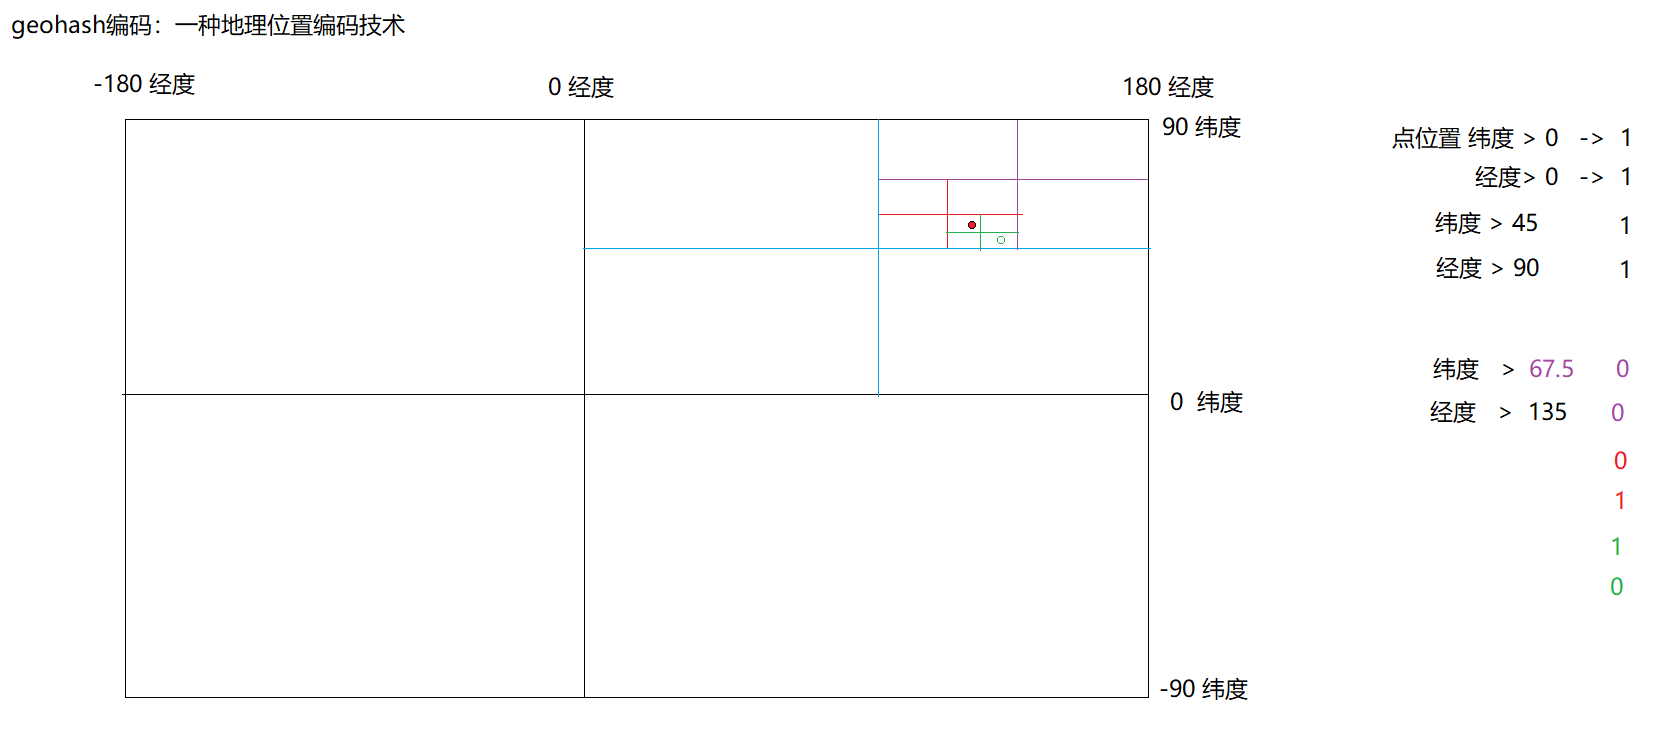 geohash编码：一种地理位置编码技术
-180 经度
0 经度
180 经度
90 纬度
点位置 纬度 > 0 -> 1
经度> 0 -> 1
纬度 > 45 1
经度 > 90 1
纬度 > 67.5 0
0 纬度
经度 > 135 0
0
1
1
0
-90 纬度